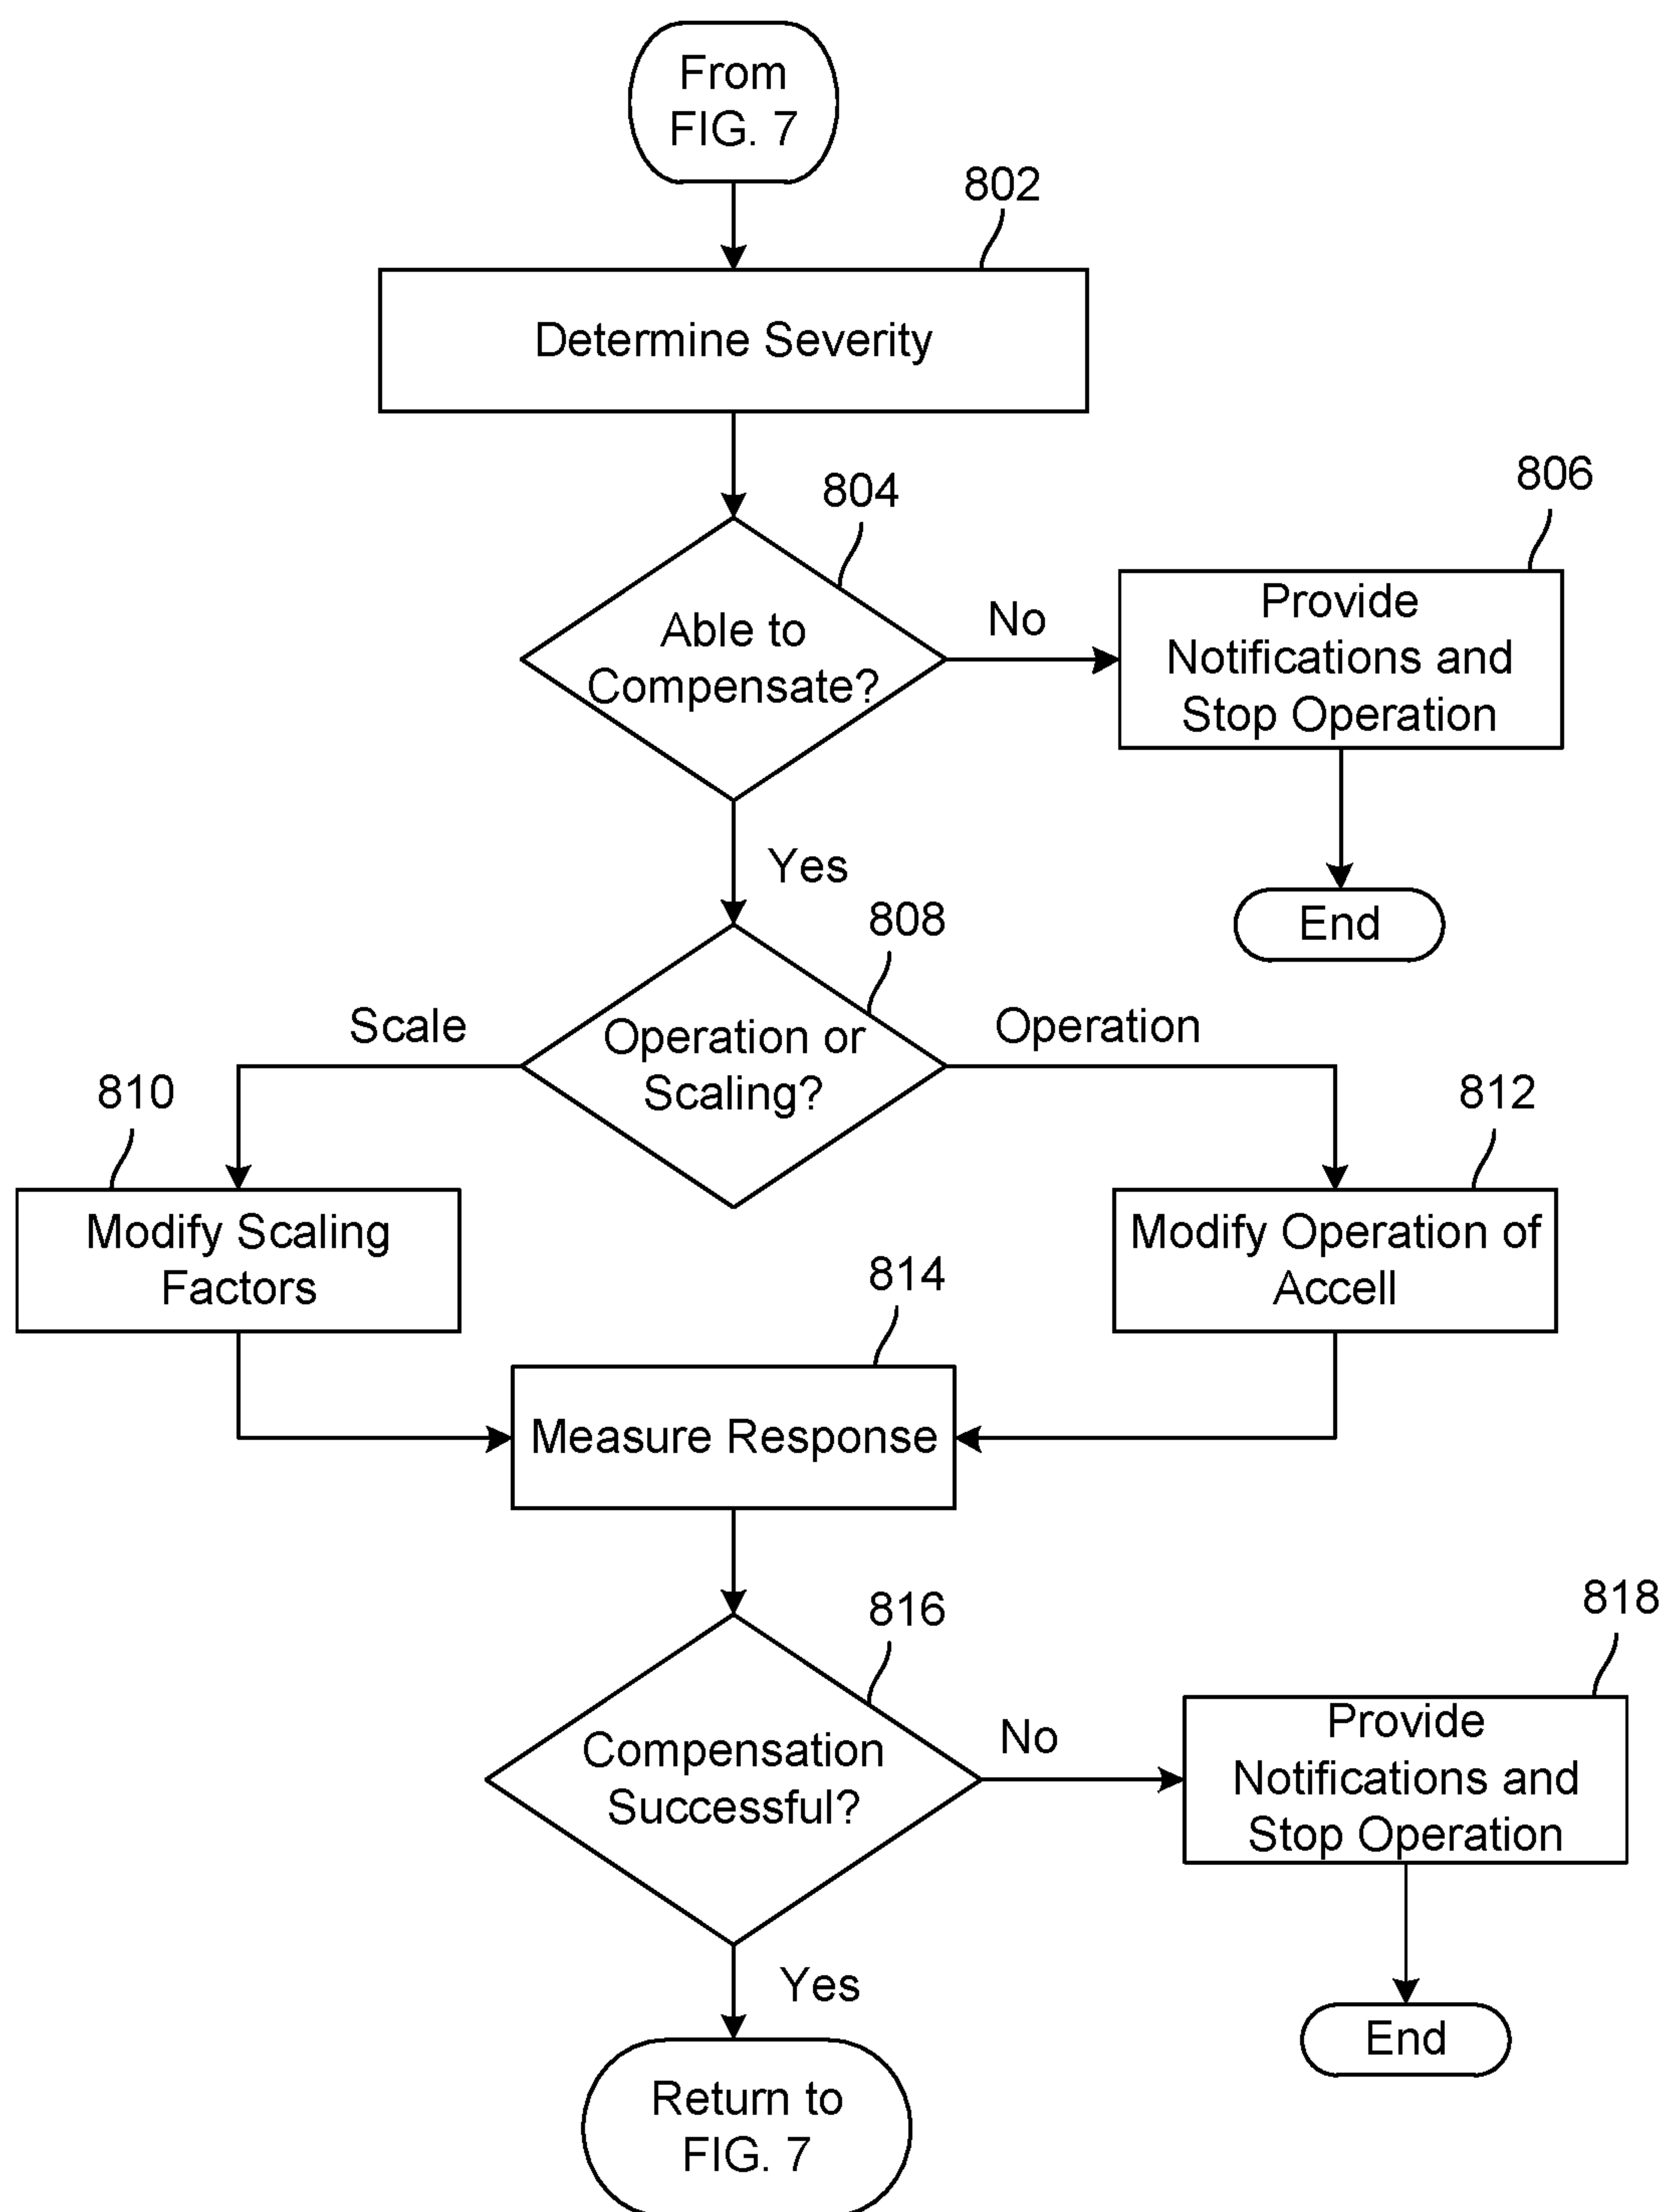 From
FIG. 7
802
Determine Severity
804
Able to
Compensate?
No
806
Provide
Notifications and
Stop Operation
End
Yes
808
Operation or
Scaling?
Scale
Operation
810
Modify Scaling
Factors
812
Modify Operation of
Accell
814
Measure Response
816
Compensation
Successful?
No
818
Provide
Notifications and
Stop Operation
End
Yes
Return to
FIG. 7